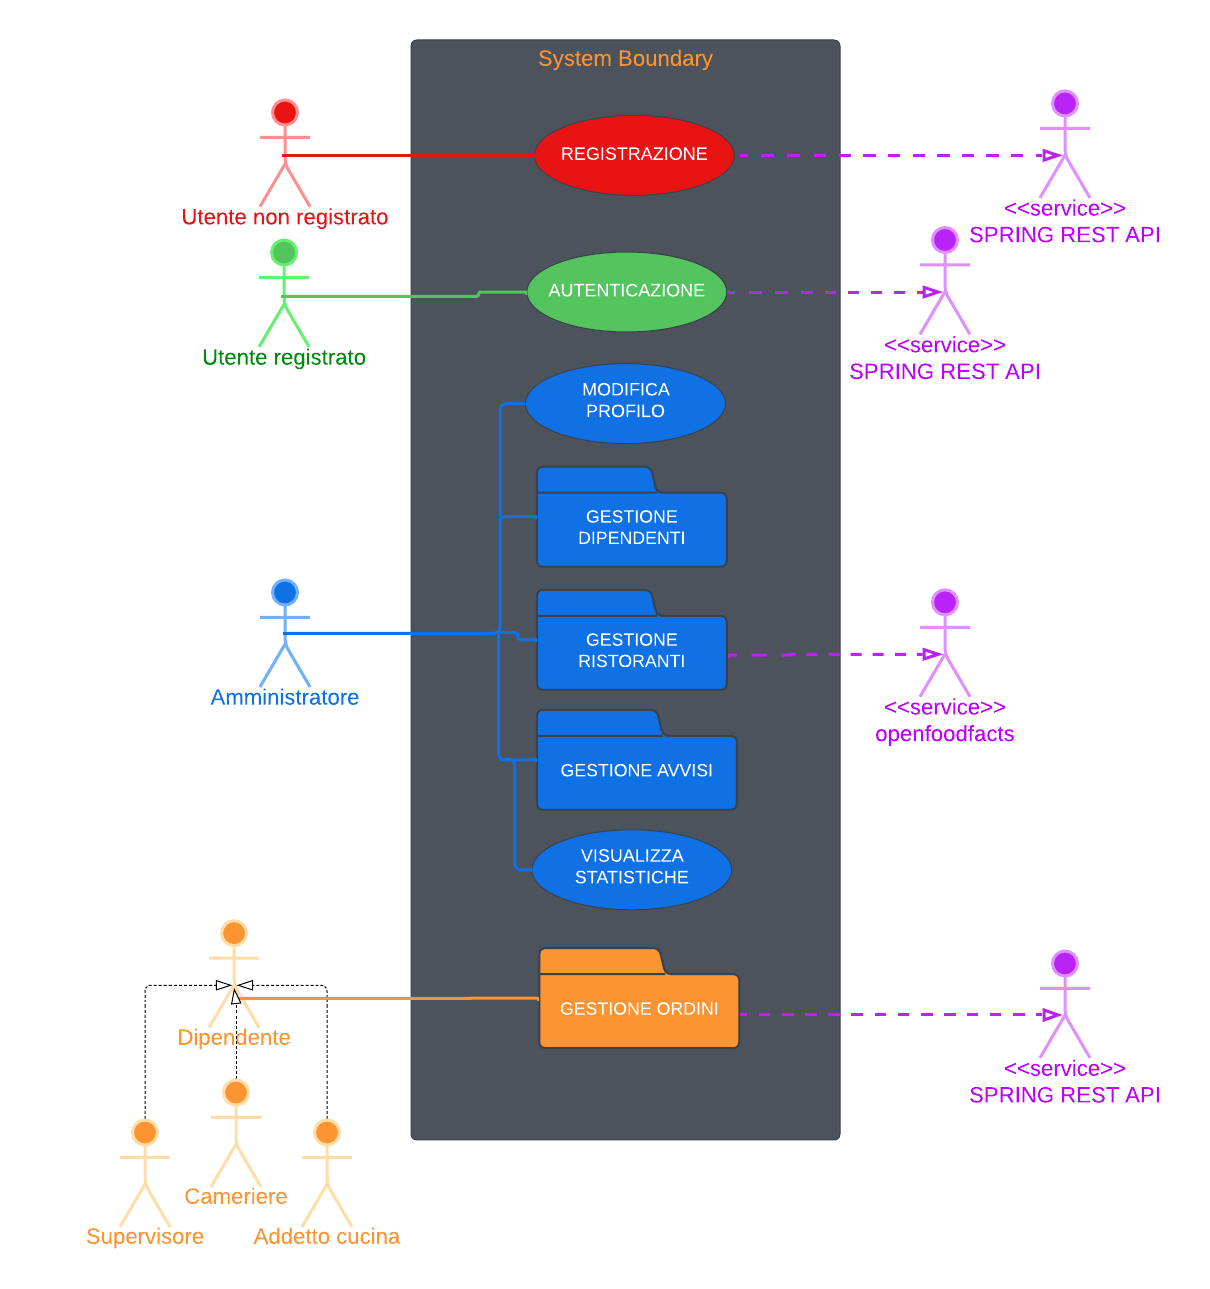 System Boundary
REGISTRAZIONE
Utente non registrato
<<service>>
SPRING REST API
AUTENTICAZIONE
Utente registrato
<<service>>
SPRING REST API
MODIFICA
PROFILO
GESTIONE
DIPENDENTI
GESTIONE
RISTORANTI
Amministratore
<<service>>
openfoodfacts
GESTIONE AVVISI
VISUALIZZA
STATISTICHE
GESTIONE ORDINI
Dipendente
<<service>>
SPRING REST API
Cameriere
Supervisore
Addetto cucina